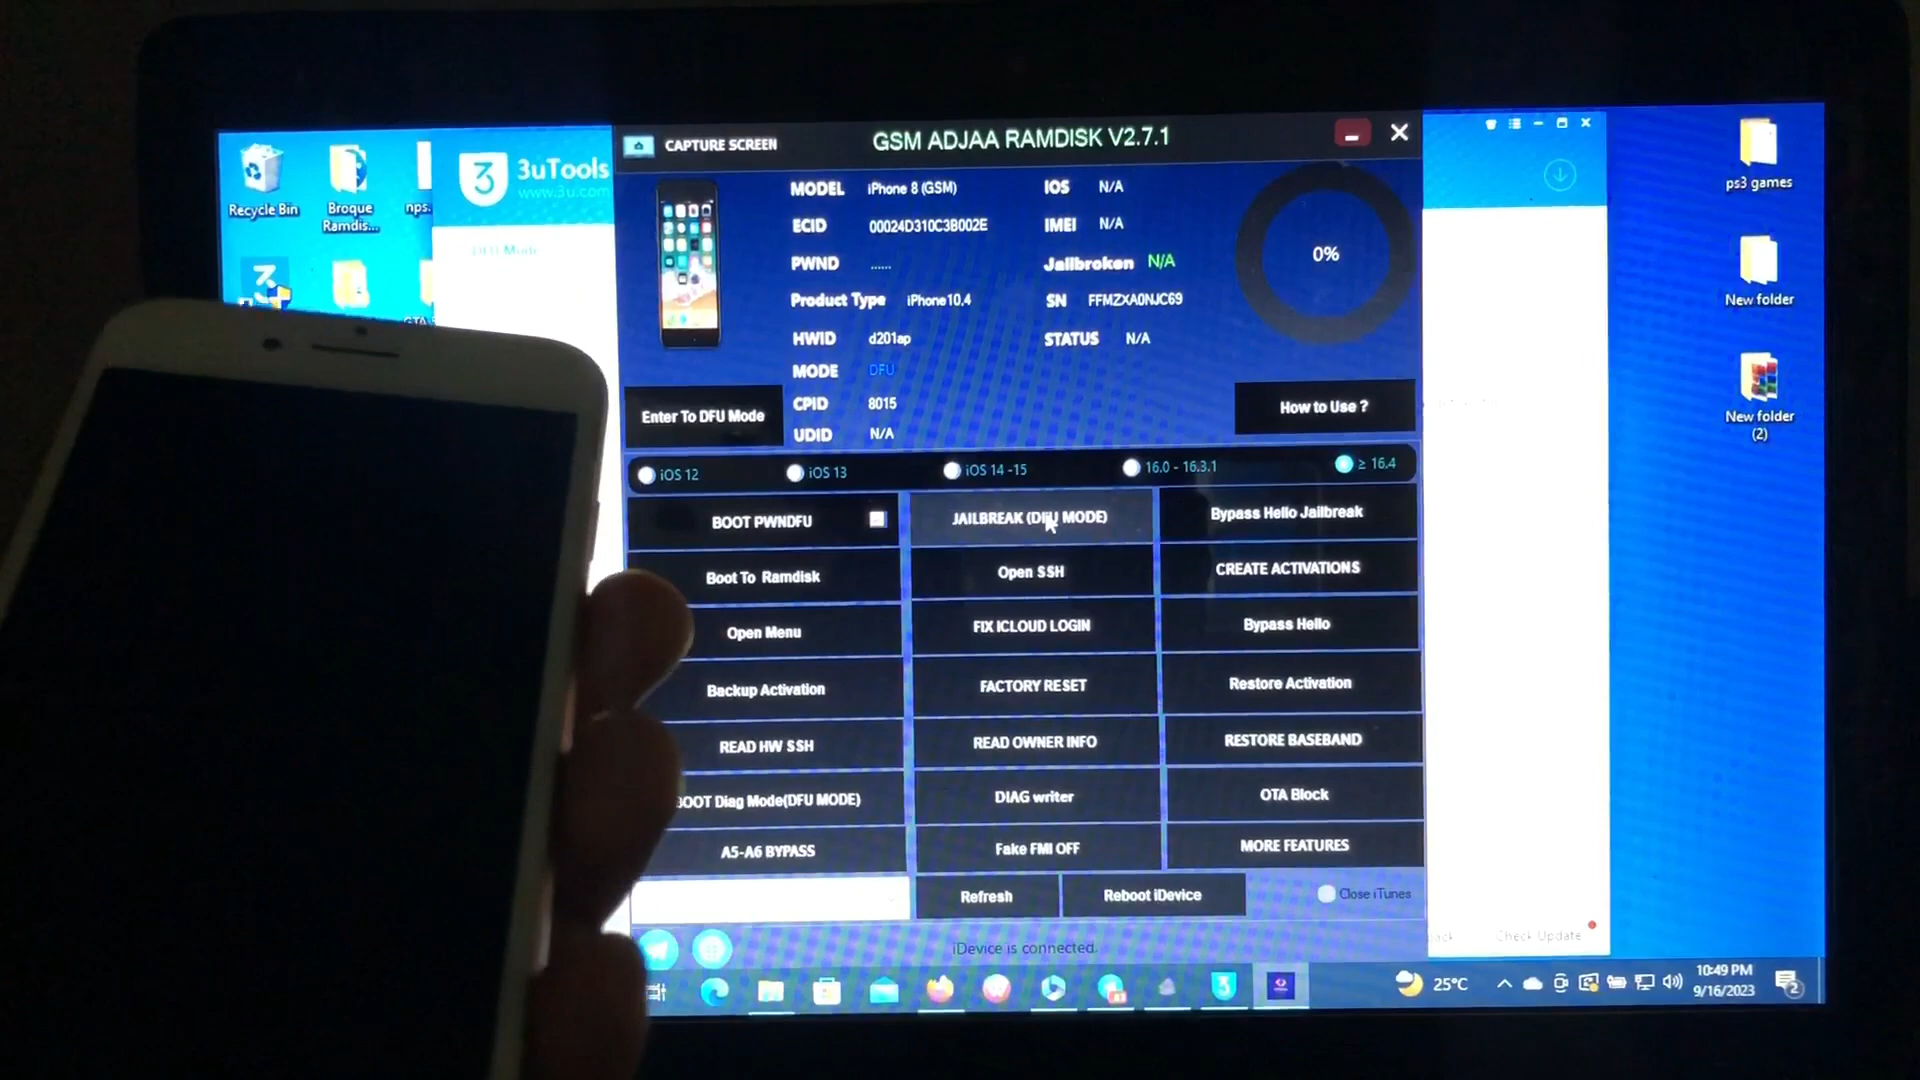 CAPTURE SCREEN
GSM ADJAA RAMDISK V2.7.1
MODEL iPhone 8 (GSM)
ECID 00024D310C3B002E
PWND ......
Product Type iPhone10,4
HWID d201ap
MODE DFU
CPID 8015
UDID N/A
IOS N/A
IMEI N/A
Jailbroken N/A
SN FFMZXA0NJC69
STATUS N/A
0%
Enter To DFU Mode
How to Use ?
iOS 12
iOS 13
iOS 14 -15
16.0 - 16.3.1
≥ 16.4
BOOT PWNDFU
JAILBREAK (DFU MODE)
Bypass Hello Jailbreak
Boot To Ramdisk
Open SSH
CREATE ACTIVATIONS
Open Menu
FIX ICLOUD LOGIN
Bypass Hello
Backup Activation
FACTORY RESET
Restore Activation
READ HW SSH
READ OWNER INFO
RESTORE BASEBAND
BOOT Diag Mode(DFU MODE)
DIAG writer
OTA Block
A5-A6 BYPASS
Fake FMI OFF
MORE FEATURES
Refresh
Reboot iDevice
Close iTunes
iDevice is connected.
Recycle Bin
Broque
Ramdis...
nps.
3uTools
www.3u.com
DFU Mode
ps3 games
New folder
New folder
(2)
Check Update
25°C
10:49 PM
9/16/2023
2